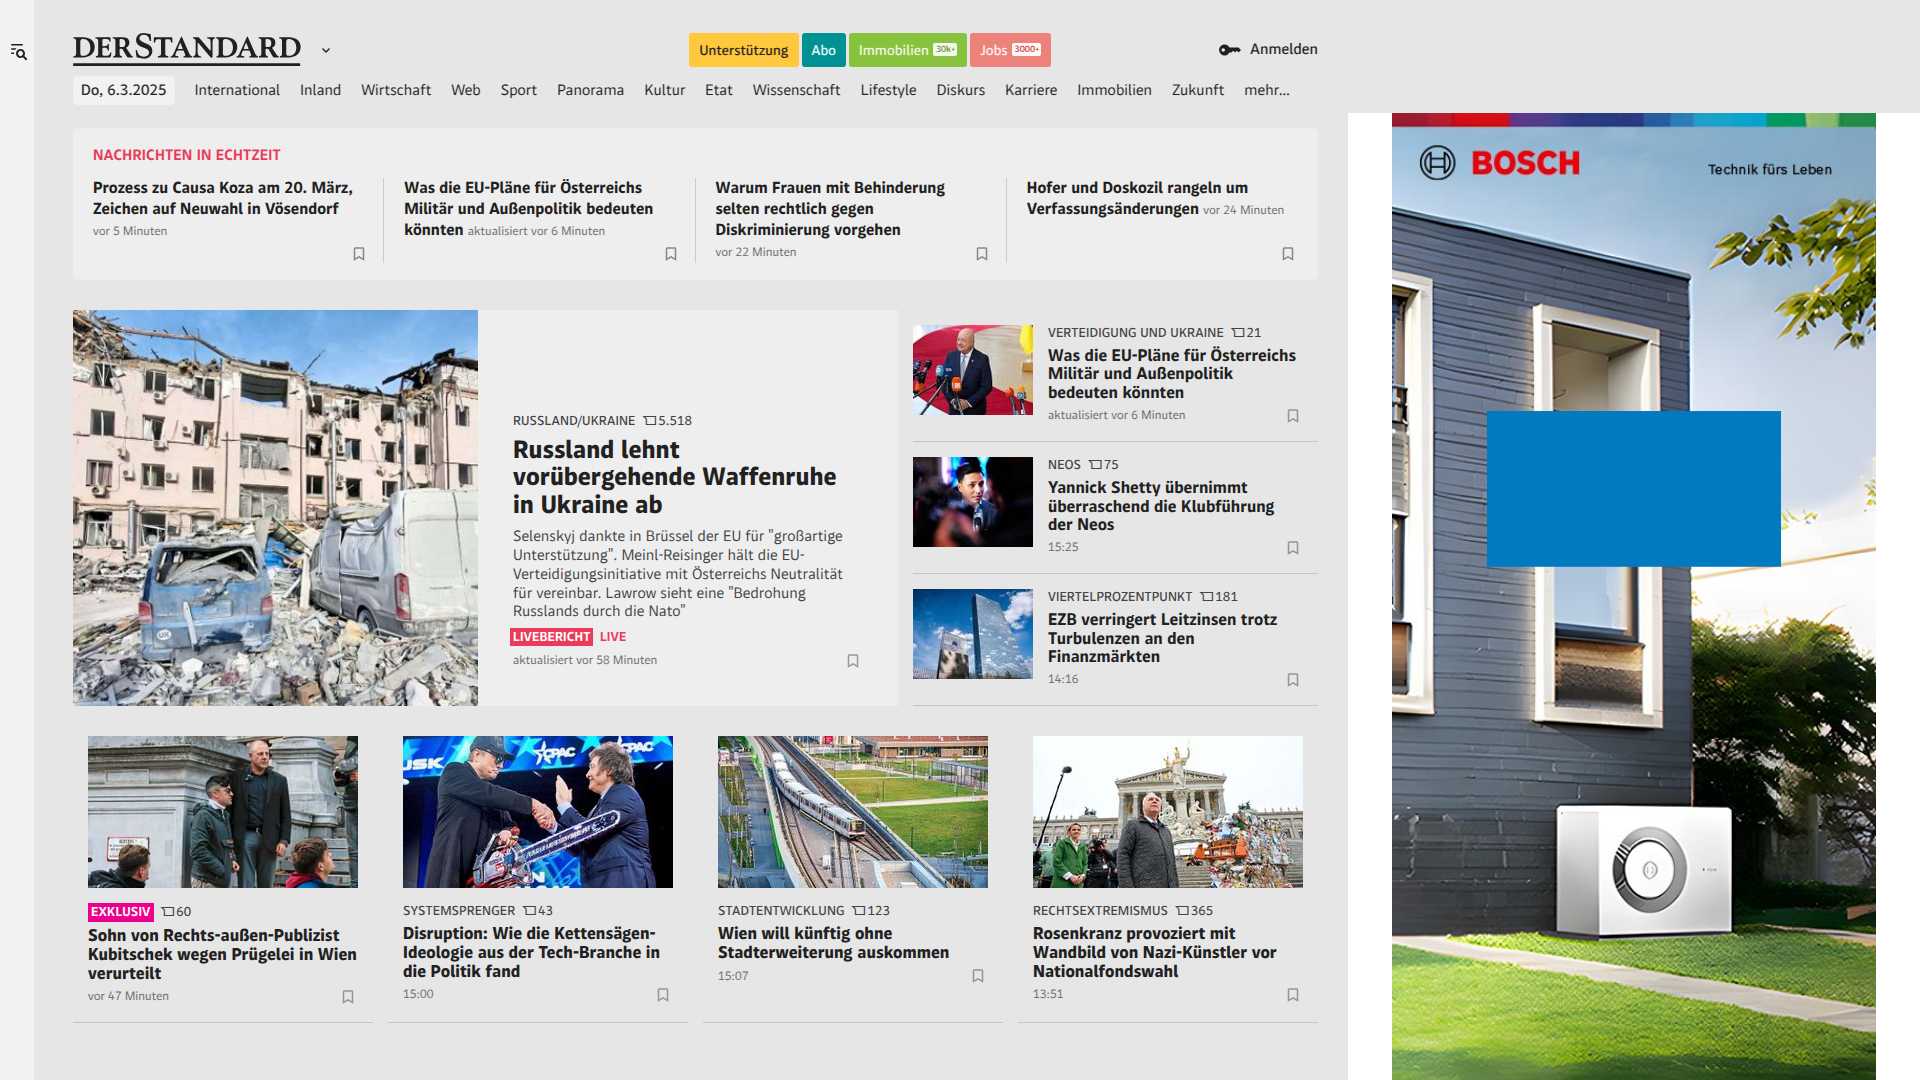 DERSTANDARD
Unterstützung
Abo
Immobilien 30k+
Jobs 3000+
Anmelden
Do, 6.3.2025
International
Inland
Wirtschaft
Web
Sport
Panorama
Kultur
Etat
Wissenschaft
Lifestyle
Diskurs
Karriere
Immobilien
Zukunft
mehr...
NACHRICHTEN IN ECHTZEIT
Prozess zu Causa Koza am 20. März,
Zeichen auf Neuwahl in Vösendorf
vor 5 Minuten
Was die EU-Pläne für Österreichs
Militär und Außenpolitik bedeuten
könnten aktualisiert vor 6 Minuten
Warum Frauen mit Behinderung
selten rechtlich gegen
Diskriminierung vorgehen
vor 22 Minuten
Hofer und Doskozil rangeln um
Verfassungsänderungen vor 24 Minuten
RUSSLAND/UKRAINE 5.518
Russland lehnt
vorübergehende Waffenruhe
in Ukraine ab
Selenskyj dankte in Brüssel der EU für "großartige
Unterstützung". Meinl-Reisinger hält die EU-
Verteidigungsinitiative mit Österreichs Neutralität
für vereinbar. Lawrow sieht eine "Bedrohung
Russlands durch die Nato"
LIVEBERICHT LIVE
aktualisiert vor 58 Minuten
VERTEIDIGUNG UND UKRAINE 21
Was die EU-Pläne für Österreichs
Militär und Außenpolitik
bedeuten könnten
aktualisiert vor 6 Minuten
NEOS 75
Yannick Shetty übernimmt
überraschend die Klubführung
der Neos
15:25
VIERTELPROZENTPUNKT 181
EZB verringert Leitzinsen trotz
Turbulenzen an den
Finanzmärkten
14:16
EXKLUSIV 60
Sohn von Rechts-außen-Publizist
Kubitschek wegen Prügelei in Wien
verurteilt
vor 47 Minuten
USK
CPAC
CPAC
SYSTEMSPRENGER 43
Disruption: Wie die Kettensägen-
Ideologie aus der Tech-Branche in
die Politik fand
15:00
STADTENTWICKLUNG 123
Wien will künftig ohne
Stadterweiterung auskommen
15:07
RECHTSEXTREMISMUS 365
Rosenkranz provoziert mit
Wandbild von Nazi-Künstler vor
Nationalfondswahl
13:51
BOSCH
Technik fürs Leben